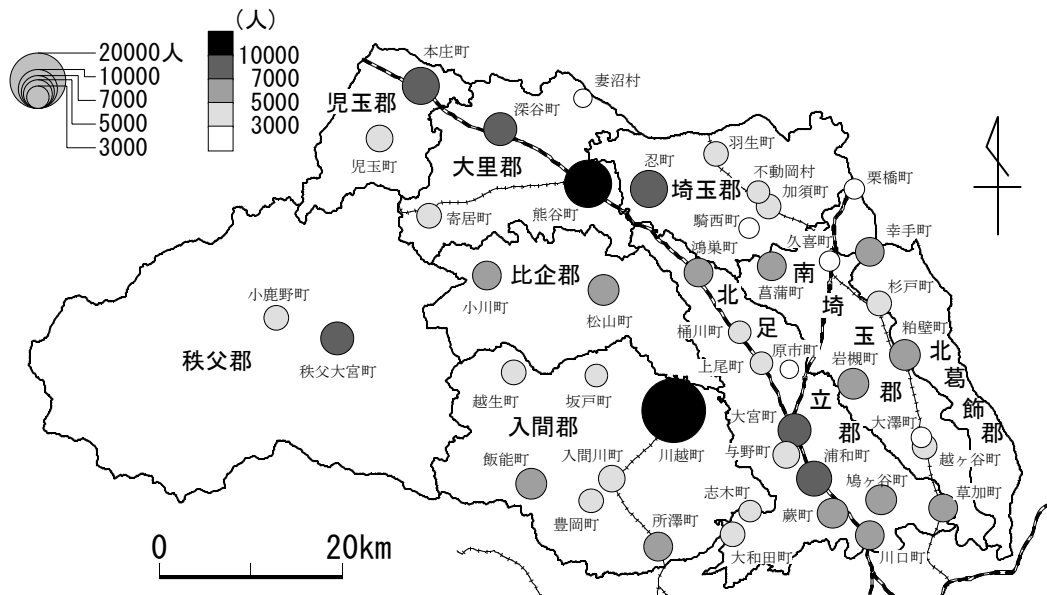 20000人
10000
7000
5000
3000
(人)
10000
7000
5000
3000
本庄町
児玉郡
児玉町
深谷町
妻沼村
大里郡
寄居町
熊谷町
忍町
埼玉郡
羽生町
不動岡村
加須町
騎西町
栗橋町
久喜町
幸手町
鴻巣町
菖蒲町
南埼玉郡
杉戸町
粕壁町
北葛飾郡
比企郡
小川町
松山町
北足立郡
桶川町
上尾町
原市町
岩槻町
小鹿野町
秩父郡
秩父大宮町
越生町
坂戸町
入間郡
川越町
飯能町
入間川町
豊岡町
所澤町
大宮町
与野町
浦和町
大澤町
越ヶ谷町
鳩ヶ谷町
志木町
大和田町
蕨町
川口町
草加町
0
20km